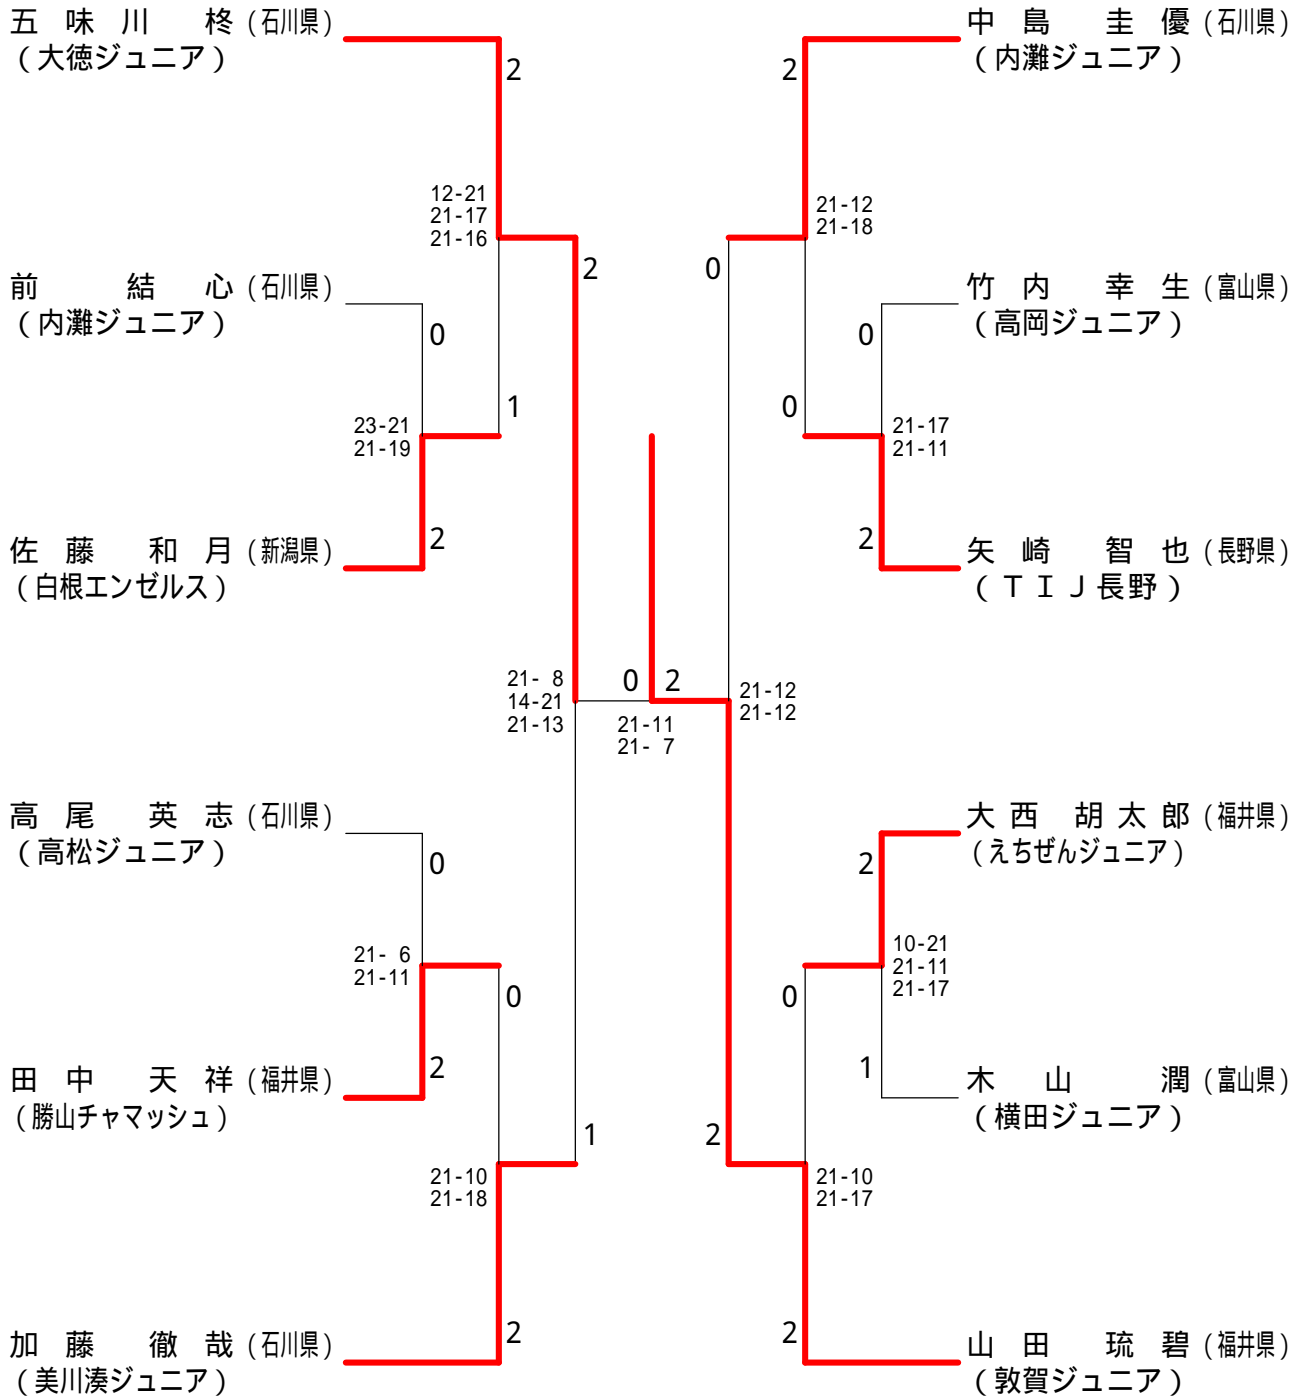 五味川 柊 (石川県)
(大徳ジュニア)
2
12-21
21-17
21-16
2
前 結心 (石川県)
(内灘ジュニア)
0
1
23-21
21-19
佐藤 和月 (新潟県)
(白根エンゼルス)
2
21- 8
14-21
21-13
0
2
21-11
21- 7
高尾 英志 (石川県)
(高松ジュニア)
0
21- 6
21-11
0
田中 天祥 (福井県)
(勝山チャマッシュ)
2
1
21-10
21-18
加藤 徹哉 (石川県)
(美川湊ジュニア)
2
中島 圭優 (石川県)
(内灘ジュニア)
2
21-12
21-18
0
竹内 幸生 (富山県)
(高岡ジュニア)
0
0
21-17
21-11
矢崎 智也 (長野県)
(TIJ長野)
2
21-12
21-12
大西 胡太郎 (福井県)
(えちぜんジュニア)
2
10-21
21-11
21-17
0
木山 潤 (富山県)
(横田ジュニア)
1
2
21-10
21-17
山田 琉碧 (福井県)
(敦賀ジュニア)
2